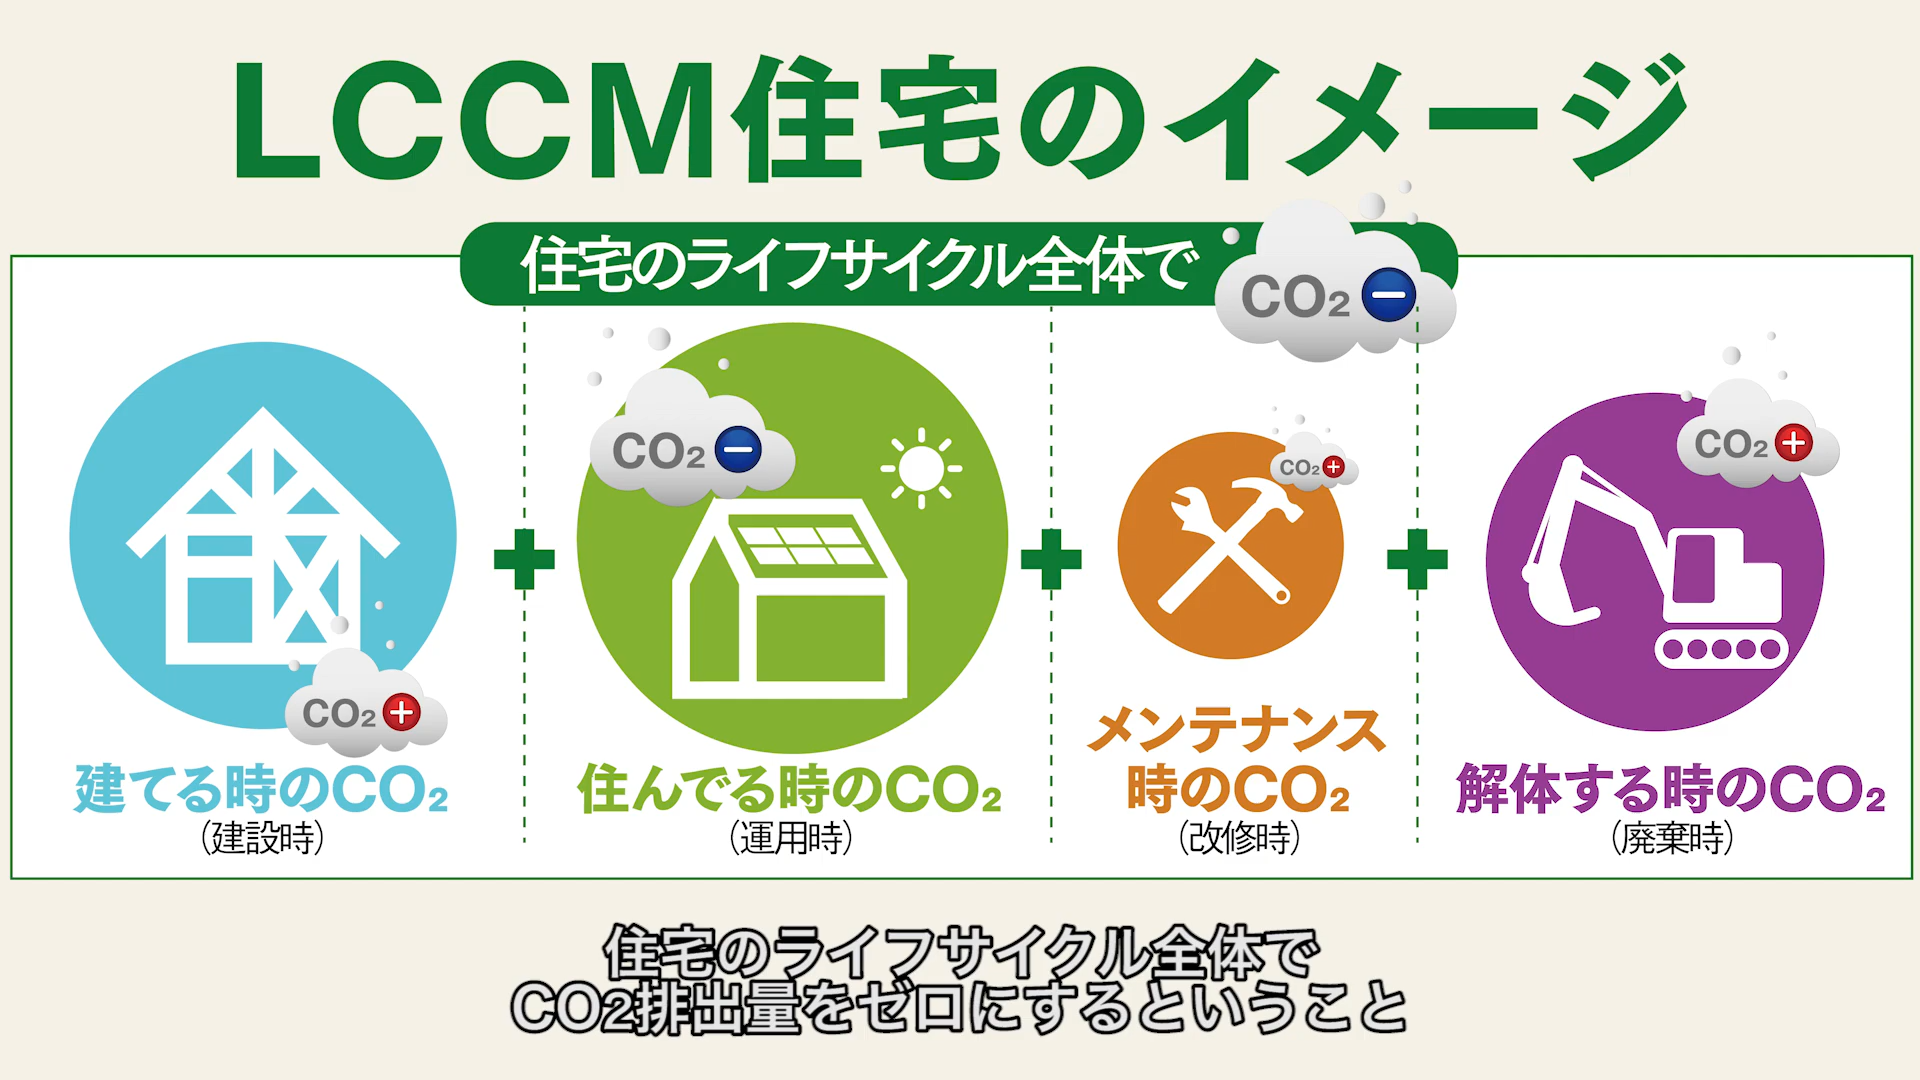 LCCM住宅のイメージ
住宅のライフサイクル全体で
CO₂ −
CO₂ +
CO₂ −
CO₂ +
CO₂ +
建てる時のCO₂
(建設時)
住んでる時のCO₂
(運用時)
メンテナンス
時のCO₂
(改修時)
解体する時のCO₂
(廃棄時)
住宅のライフサイクル全体で
CO2排出量をゼロにするということ